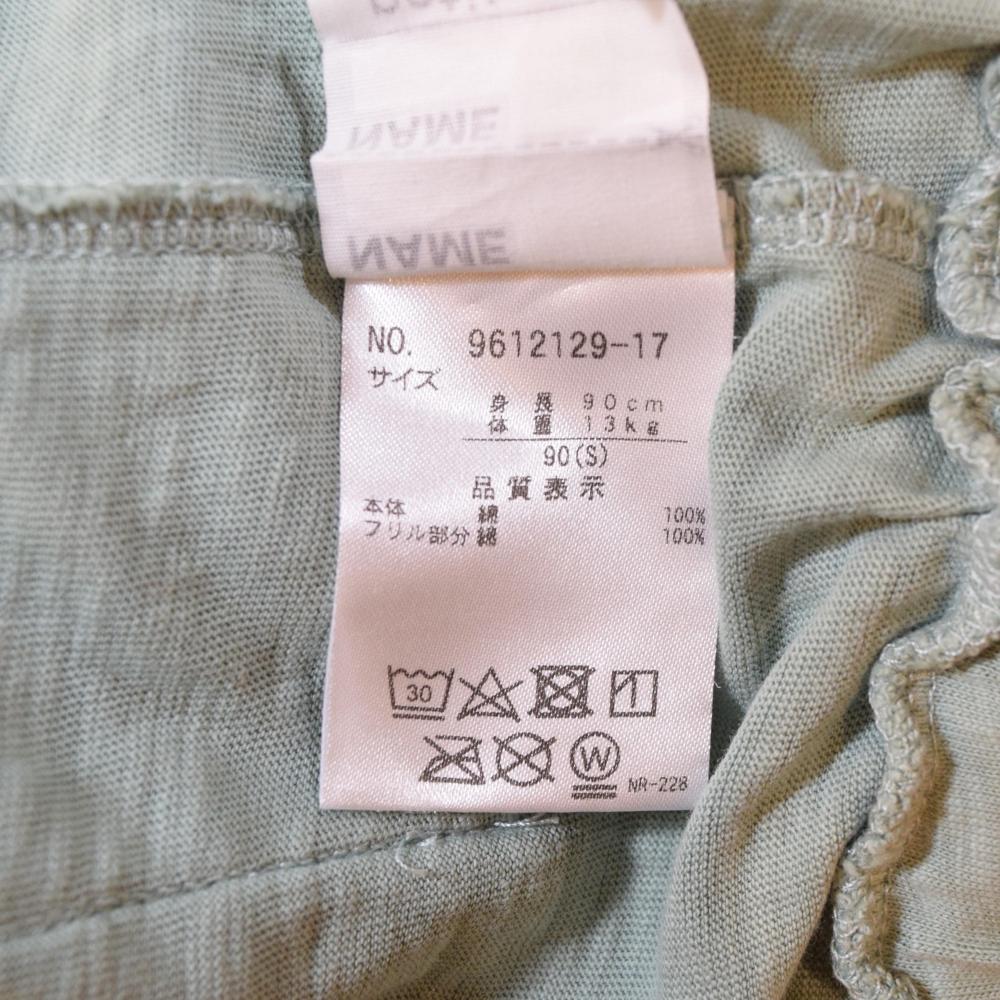 NAME
NAME
NO. 9612129-17
サイズ
身長 90cm
体重 13kg
90(S)
品質表示
本体 綿 100%
フリル部分 綿 100%
30
W
NR-228